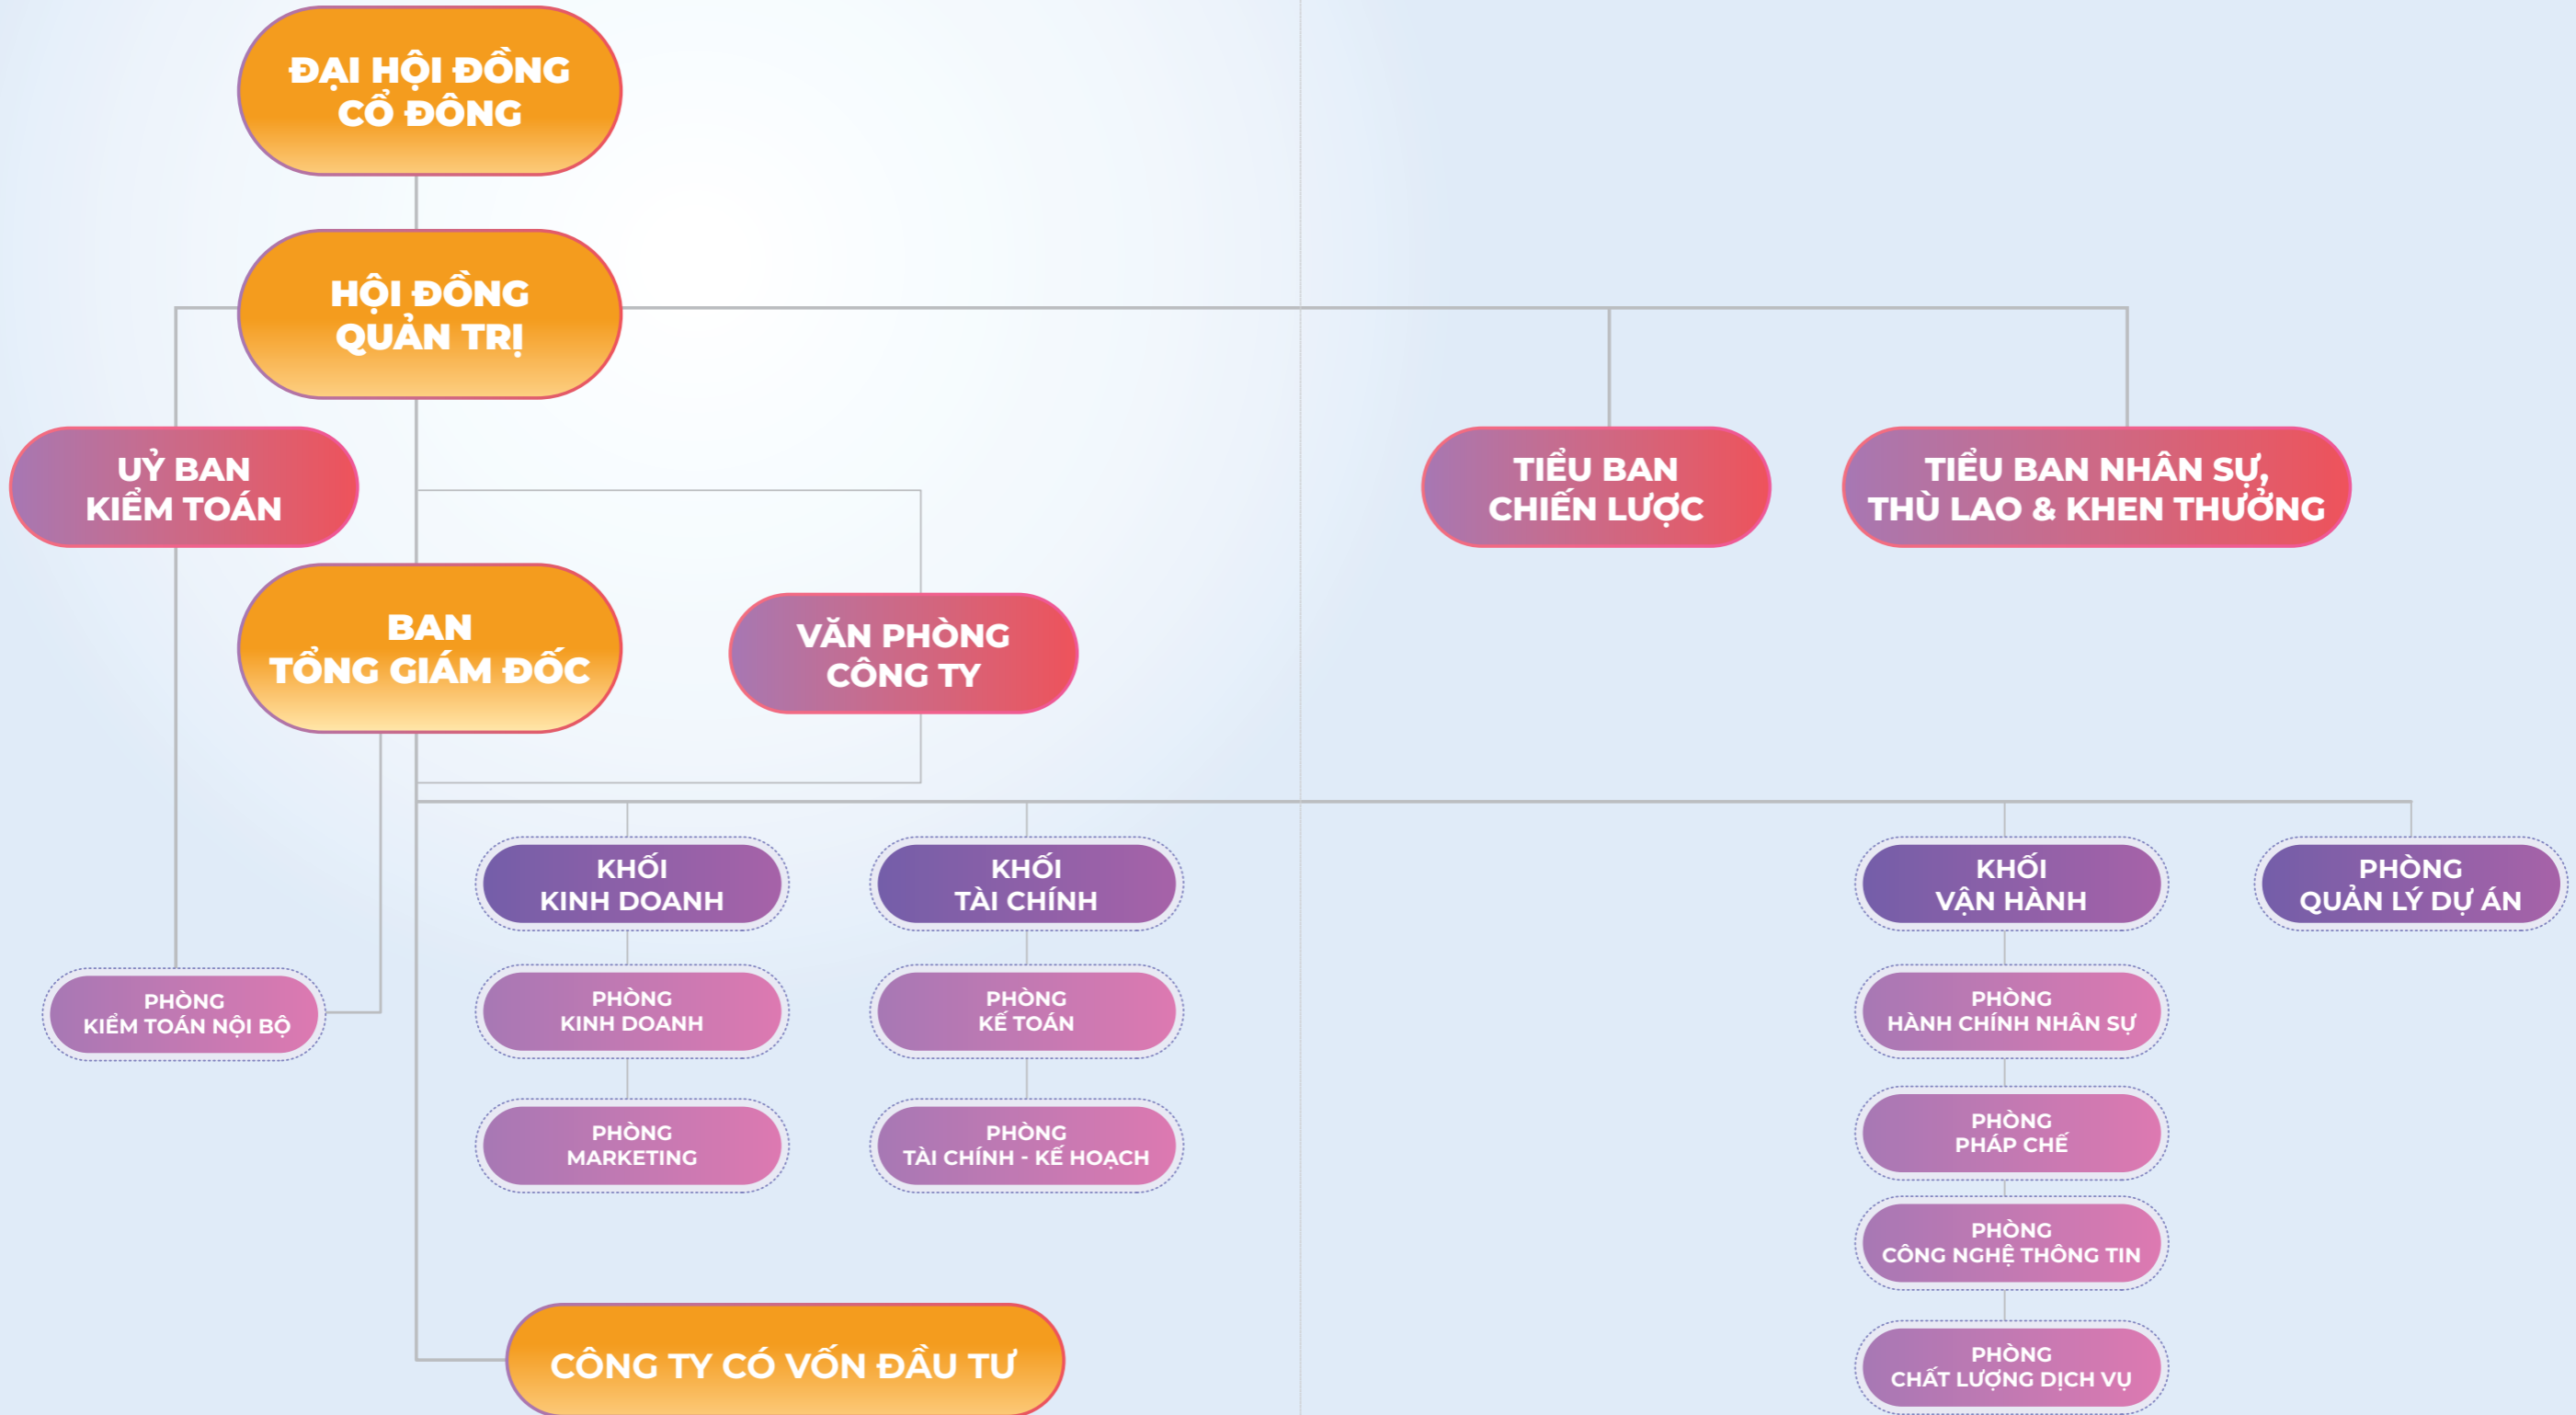 ĐẠI HỘI ĐỒNG
CỔ ĐÔNG
HỘI ĐỒNG
QUẢN TRỊ
UỶ BAN
KIỂM TOÁN
TIỂU BAN
CHIẾN LƯỢC
TIỂU BAN NHÂN SỰ,
THÙ LAO & KHEN THƯỞNG
BAN
TỔNG GIÁM ĐỐC
VĂN PHÒNG
CÔNG TY
KHỐI
KINH DOANH
KHỐI
TÀI CHÍNH
KHỐI
VẬN HÀNH
PHÒNG
QUẢN LÝ DỰ ÁN
PHÒNG
KIỂM TOÁN NỘI BỘ
PHÒNG
KINH DOANH
PHÒNG
KẾ TOÁN
PHÒNG
HÀNH CHÍNH NHÂN SỰ
PHÒNG
MARKETING
PHÒNG
TÀI CHÍNH - KẾ HOẠCH
PHÒNG
PHÁP CHẾ
PHÒNG
CÔNG NGHỆ THÔNG TIN
CÔNG TY CÓ VỐN ĐẦU TƯ
PHÒNG
CHẤT LƯỢNG DỊCH VỤ